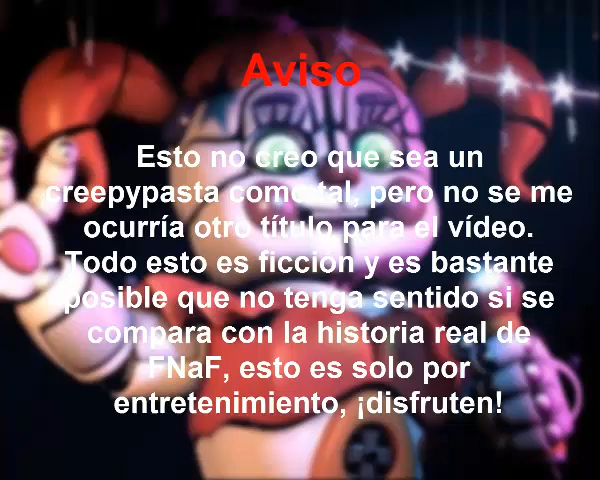 Aviso
Esto no creo que sea un
creepypasta como tal, pero no se me
ocurría otro título para el vídeo.
Todo esto es ficción y es bastante
posible que no tenga sentido si se
compara con la historia real de
FNaF, esto es solo por
entretenimiento, ¡disfruten!